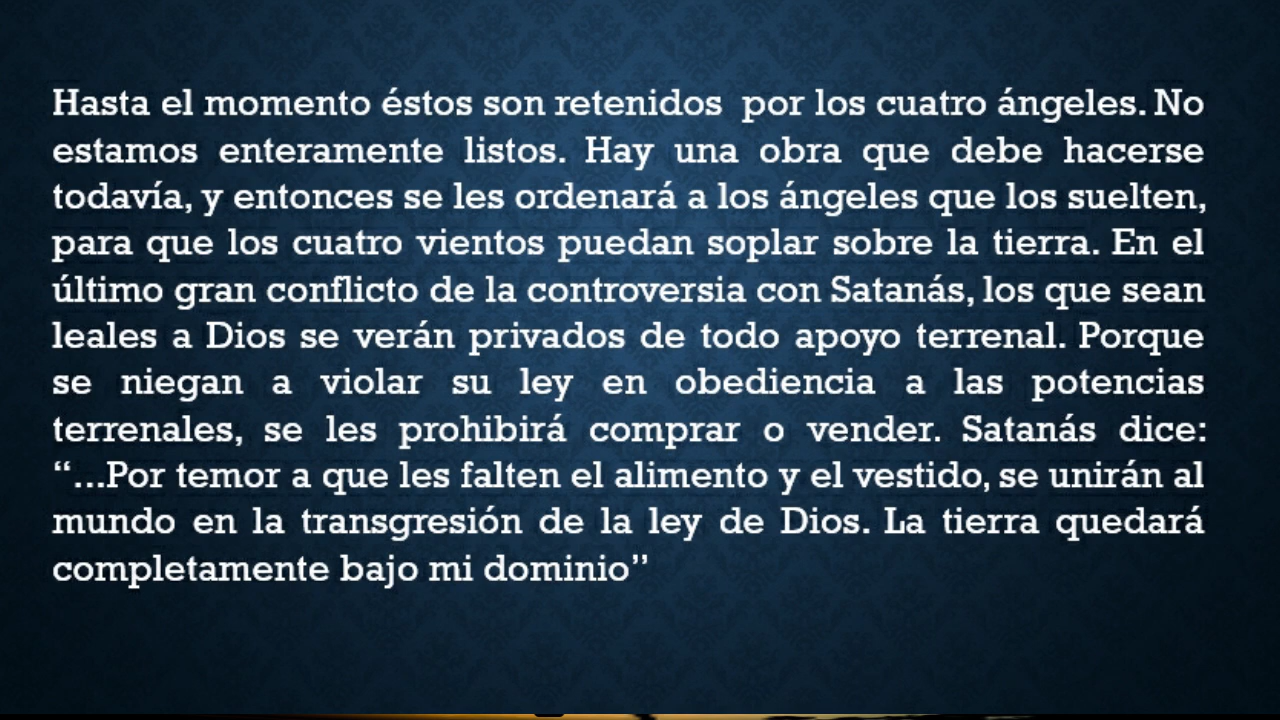 Hasta el momento éstos son retenidos  por los cuatro ángeles. No
estamos enteramente listos. Hay una obra que debe hacerse
todavía, y entonces se les ordenará a los ángeles que los suelten,
para que los cuatro vientos puedan soplar sobre la tierra. En el
último gran conflicto de la controversia con Satanás, los que sean
leales a Dios se verán privados de todo apoyo terrenal. Porque
se niegan a violar su ley en obediencia a las potencias
terrenales, se les prohibirá comprar o vender. Satanás dice:
“...Por temor a que les falten el alimento y el vestido, se unirán al
mundo en la transgresión de la ley de Dios. La tierra quedará
completamente bajo mi dominio”